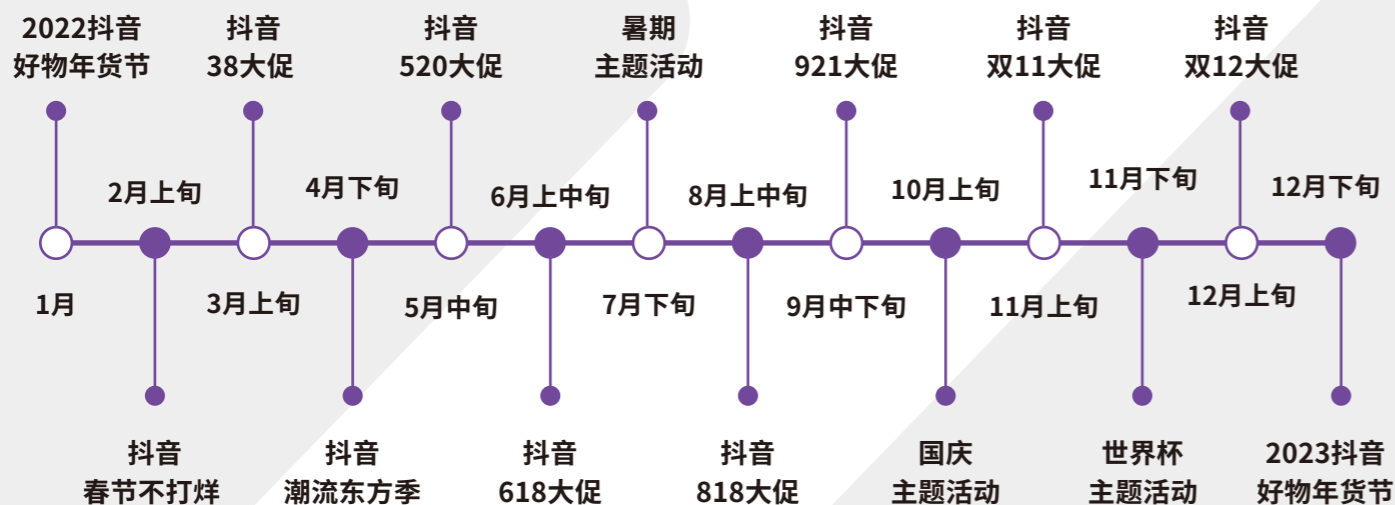 2022抖音
好物年货节
抖音
38大促
抖音
520大促
暑期
主题活动
抖音
921大促
抖音
双11大促
抖音
双12大促
2月上旬
4月下旬
6月上中旬
8月上中旬
10月上旬
11月下旬
12月下旬
1月
3月上旬
5月中旬
7月下旬
9月中下旬
11月上旬
12月上旬
抖音
春节不打烊
抖音
潮流东方季
抖音
618大促
抖音
818大促
国庆
主题活动
世界杯
主题活动
2023抖音
好物年货节